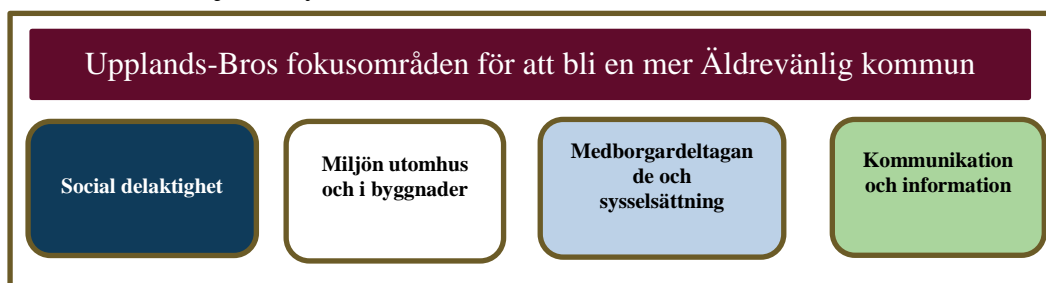 Upplands-Bros fokusområden för att bli en mer Äldrevänlig kommun
Social delaktighet
Miljön utomhus
och i byggnader
Medborgardeltagan
de och
sysselsättning
Kommunikation
och information